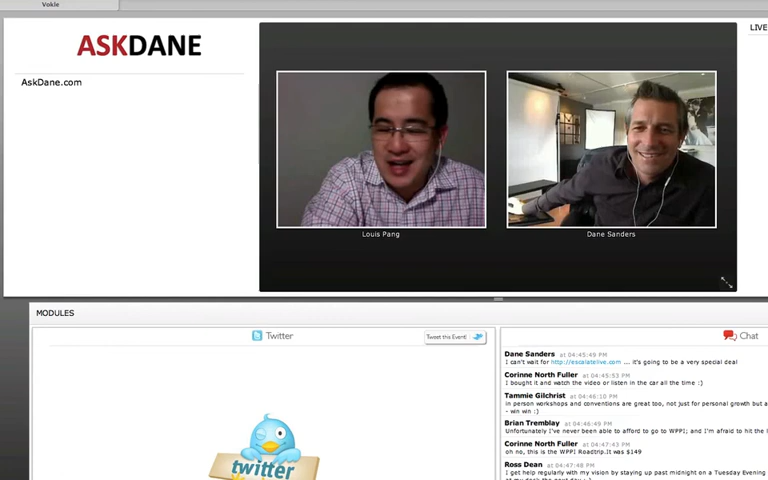 Vokle
ASKDANE
AskDane.com
LIVE
Louis Pang
Dane Sanders
MODULES
Twitter
Tweet this Event!
twitter
Chat
Dane Sanders at 04:45:49 PM
I can't wait for http://escalatelive.com ... it's going to be a very special deal
Corinne North Fuller at 04:45:53 PM
I bought it and watch the video or listen in the car all the time :)
Tammie Gilchrist at 04:46:10 PM
In person workshops and conventions are great too, not just for personal growth but a
- win win :)
Brian Tremblay at 04:46:49 PM
Unfortunately I've never been able to afford to go to WPPI; and I'm afraid to hit the
Corinne North Fuller at 04:47:43 PM
oh no, this is the WPPI Roadtrip.It was $149
Ross Dean at 04:47:48 PM
I get help regularly with my vision by staying up past midnight on a Tuesday Evening